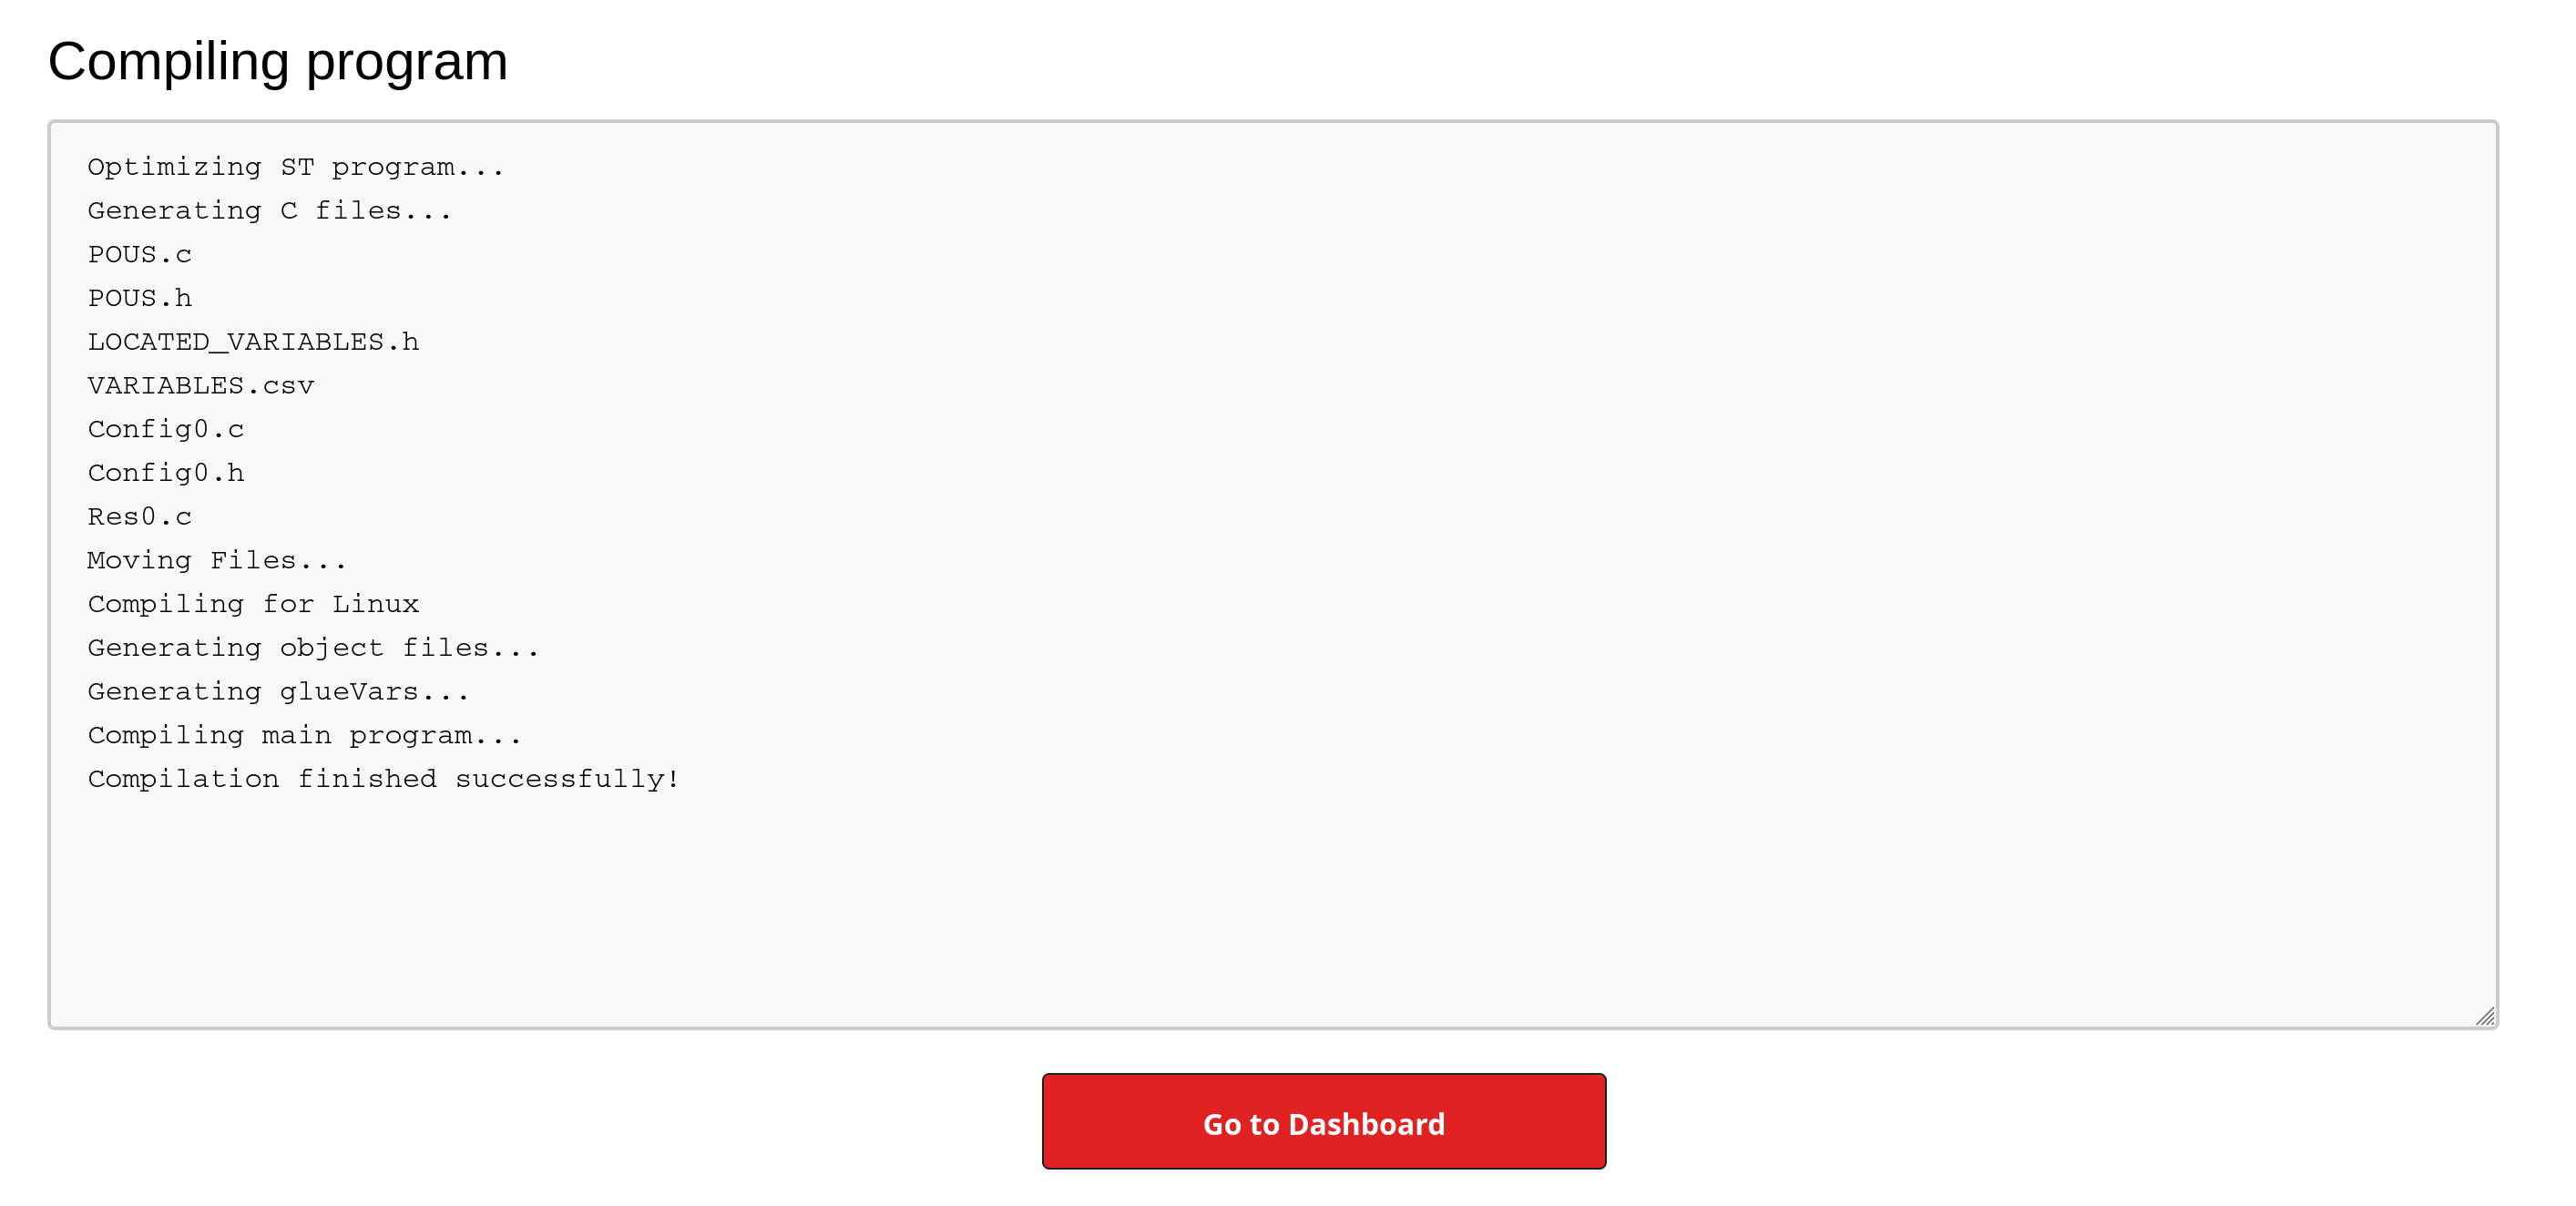 Compiling program
Optimizing ST program...
Generating C files...
POUS.c
POUS.h
LOCATED_VARIABLES.h
VARIABLES.csv
Config0.c
Config0.h
Res0.c
Moving Files...
Compiling for Linux
Generating object files...
Generating glueVars...
Compiling main program...
Compilation finished successfully!
Go to Dashboard